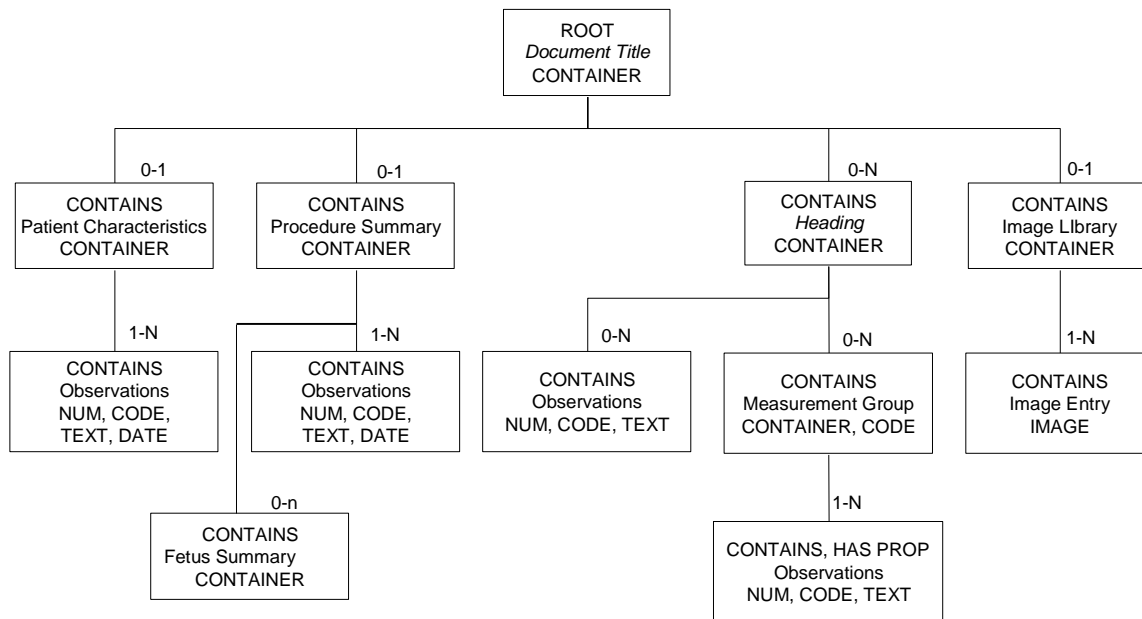 ROOT
Document Title
CONTAINER
0-1
0-1
0-N
0-1
CONTAINS
Patient Characteristics
CONTAINER
CONTAINS
Procedure Summary
CONTAINER
CONTAINS
Heading
CONTAINER
CONTAINS
Image LIbrary
CONTAINER
1-N
1-N
0-N
0-N
1-N
CONTAINS
Observations
NUM, CODE,
TEXT, DATE
CONTAINS
Observations
NUM, CODE,
TEXT, DATE
CONTAINS
Observations
NUM, CODE, TEXT
CONTAINS
Measurement Group
CONTAINER, CODE
CONTAINS
Image Entry
IMAGE
0-n
1-N
CONTAINS
Fetus Summary
CONTAINER
CONTAINS, HAS PROP
Observations
NUM, CODE, TEXT